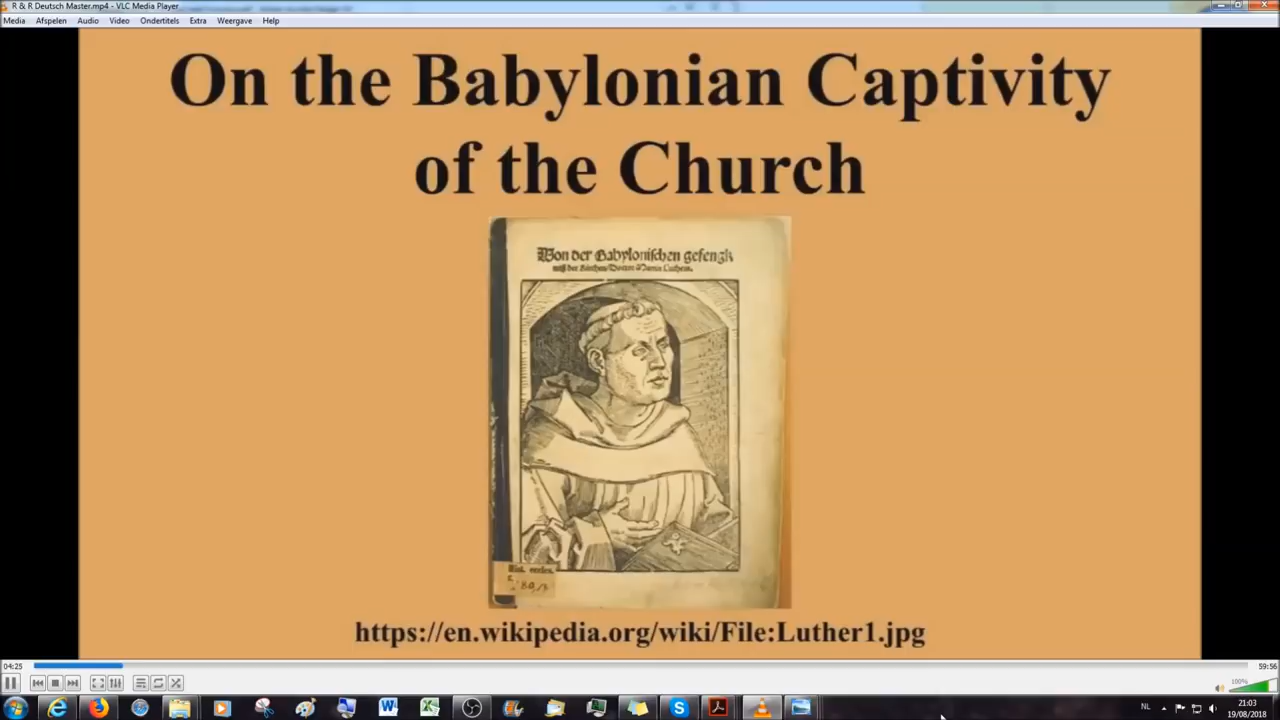 R & R Deutsch Master.mp4 - VLC Media Player
Media Afspelen Audio Video Ondertitels Extra Weergave Help
On the Babylonian Captivity
of the Church
Von der Babylonischen gefengk
https://en.wikipedia.org/wiki/File:Luther1.jpg
04:25
59:56
100%
NL
21:03
19/08/2018